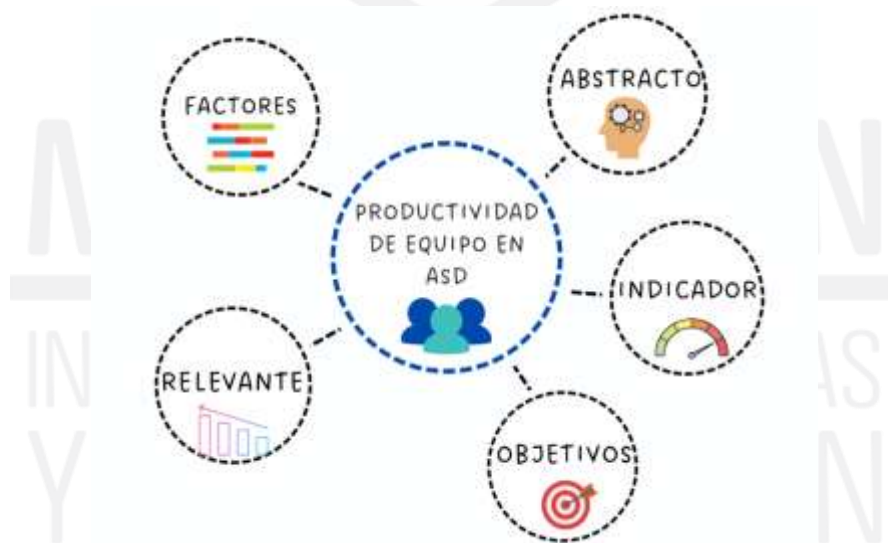 FACTORES
ABSTRACTO
PRODUCTIVIDAD
DE EQUIPO EN
ASD
INDICADOR
RELEVANTE
OBJETIVOS